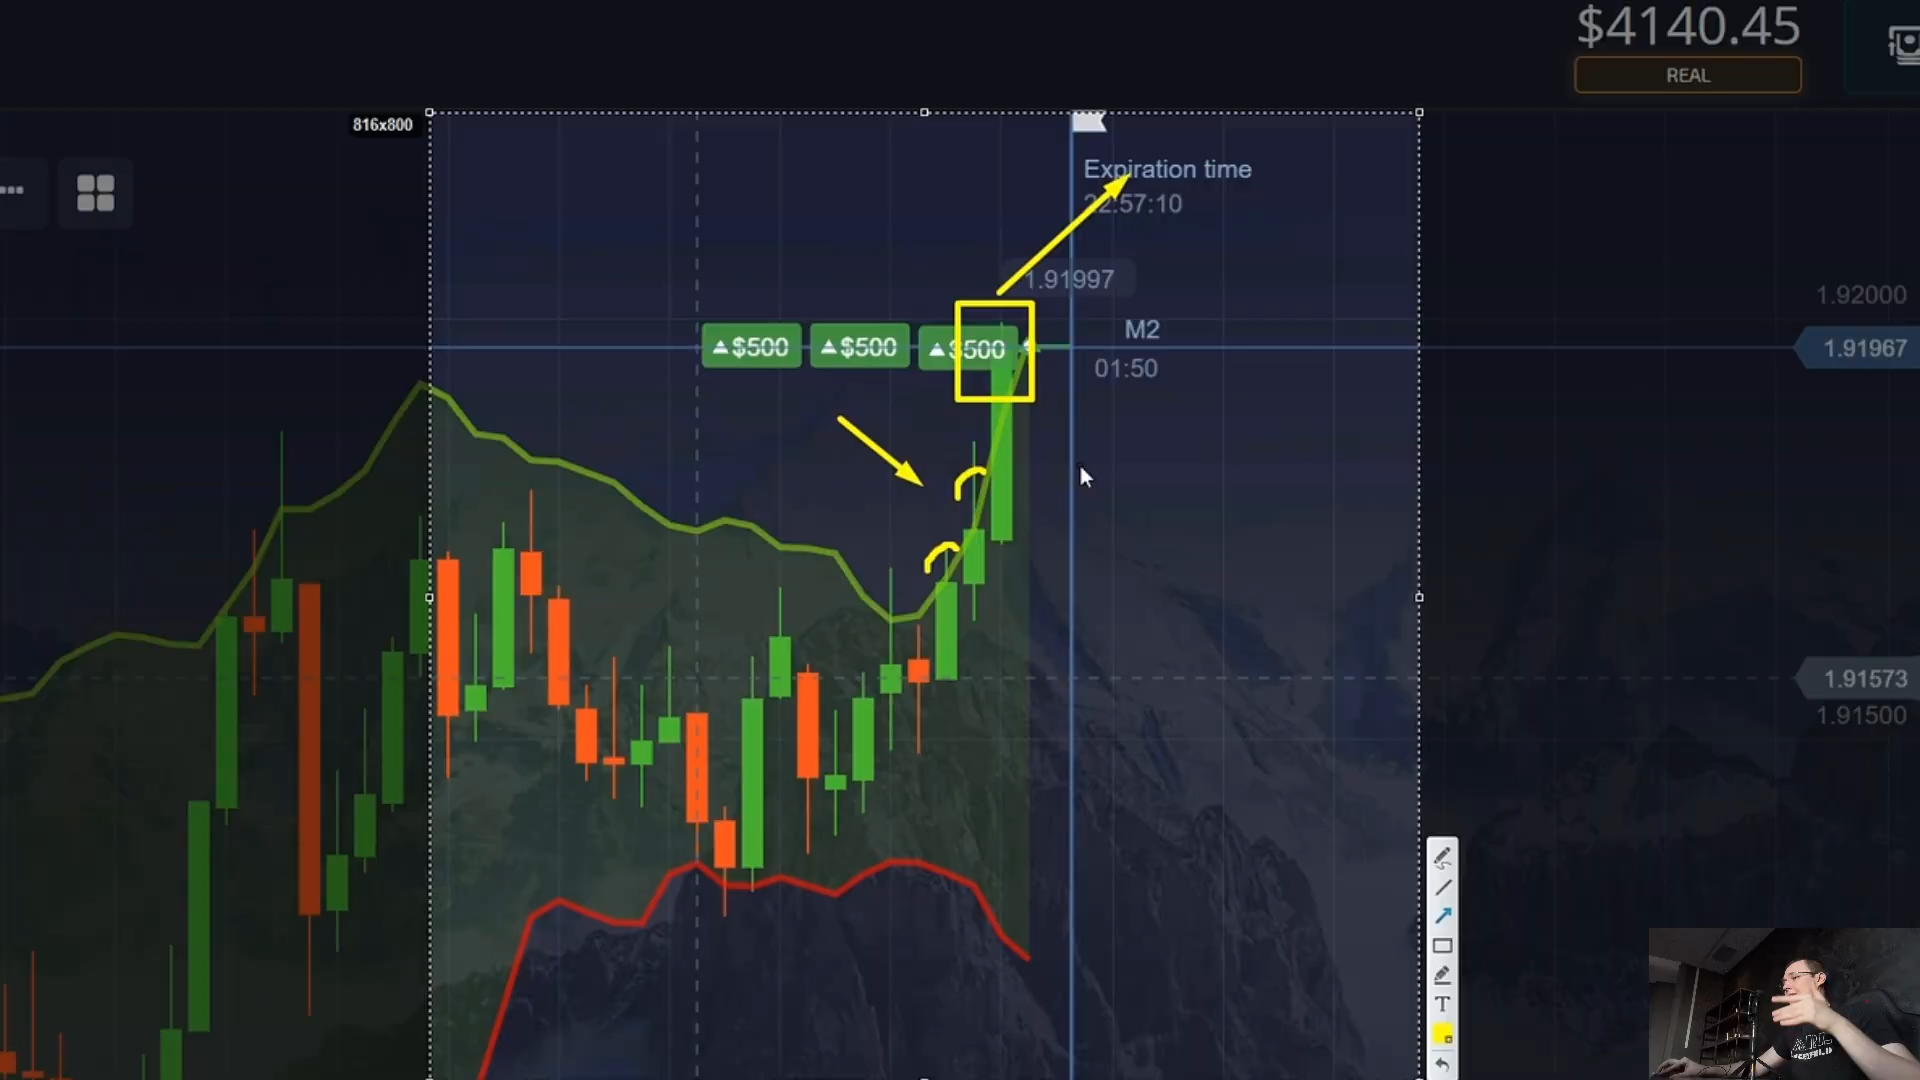 $4140.45
REAL
816x800
Expiration time
22:57:10
1.91997
1.92000
$500
$500
$500
M2
1.91967
01:50
1.91573
1.91500
T